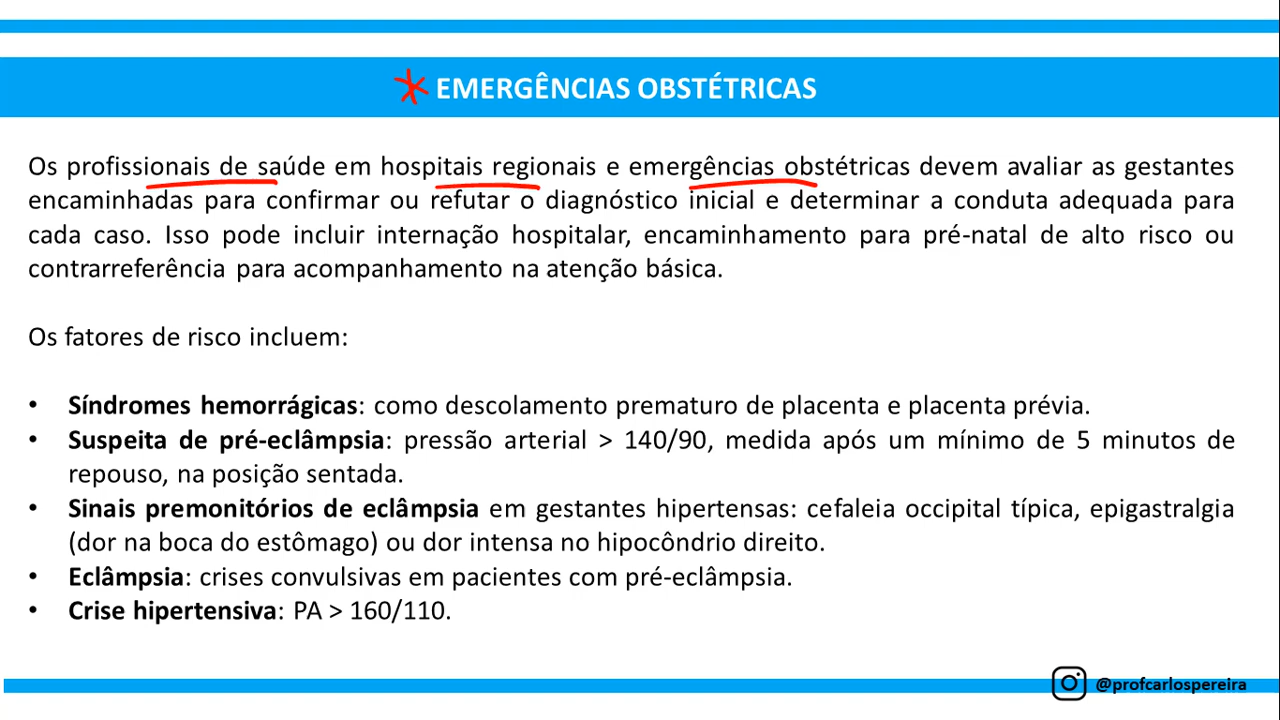 EMERGÊNCIAS OBSTÉTRICAS
Os profissionais de saúde em hospitais regionais e emergências obstétricas devem avaliar as gestantes
encaminhadas para confirmar ou refutar o diagnóstico inicial e determinar a conduta adequada para
cada caso. Isso pode incluir internação hospitalar, encaminhamento para pré-natal de alto risco ou
contrarreferência para acompanhamento na atenção básica.
Os fatores de risco incluem:
• Síndromes hemorrágicas: como descolamento prematuro de placenta e placenta prévia.
• Suspeita de pré-eclâmpsia: pressão arterial > 140/90, medida após um mínimo de 5 minutos de
repouso, na posição sentada.
• Sinais premonitórios de eclâmpsia em gestantes hipertensas: cefaleia occipital típica, epigastralgia
(dor na boca do estômago) ou dor intensa no hipocôndrio direito.
• Eclâmpsia: crises convulsivas em pacientes com pré-eclâmpsia.
• Crise hipertensiva: PA > 160/110.
@profcarlospereira